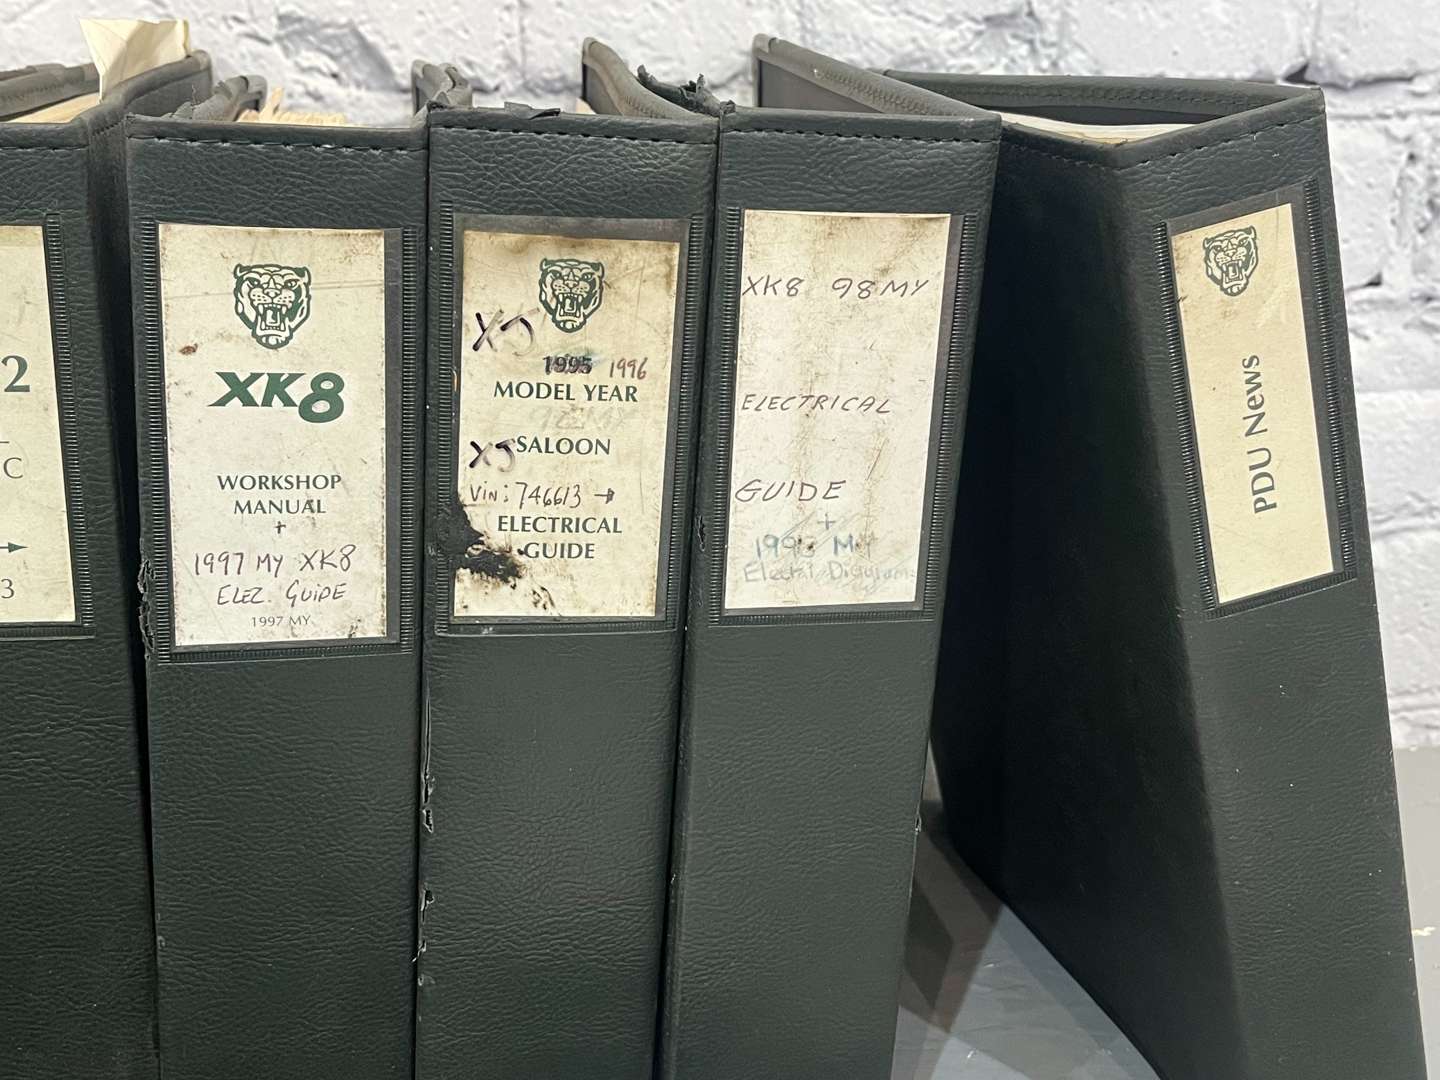 2
C
3
XK8
WORKSHOP
MANUAL
+
1997 MY XK8
ELEC. GUIDE
1997 MY
XJ
1995 1996
MODEL YEAR
XJ SALOON
VIN: 746613 →
ELECTRICAL
GUIDE
XK8 98MY
ELECTRICAL
GUIDE
+
MY
PDU News